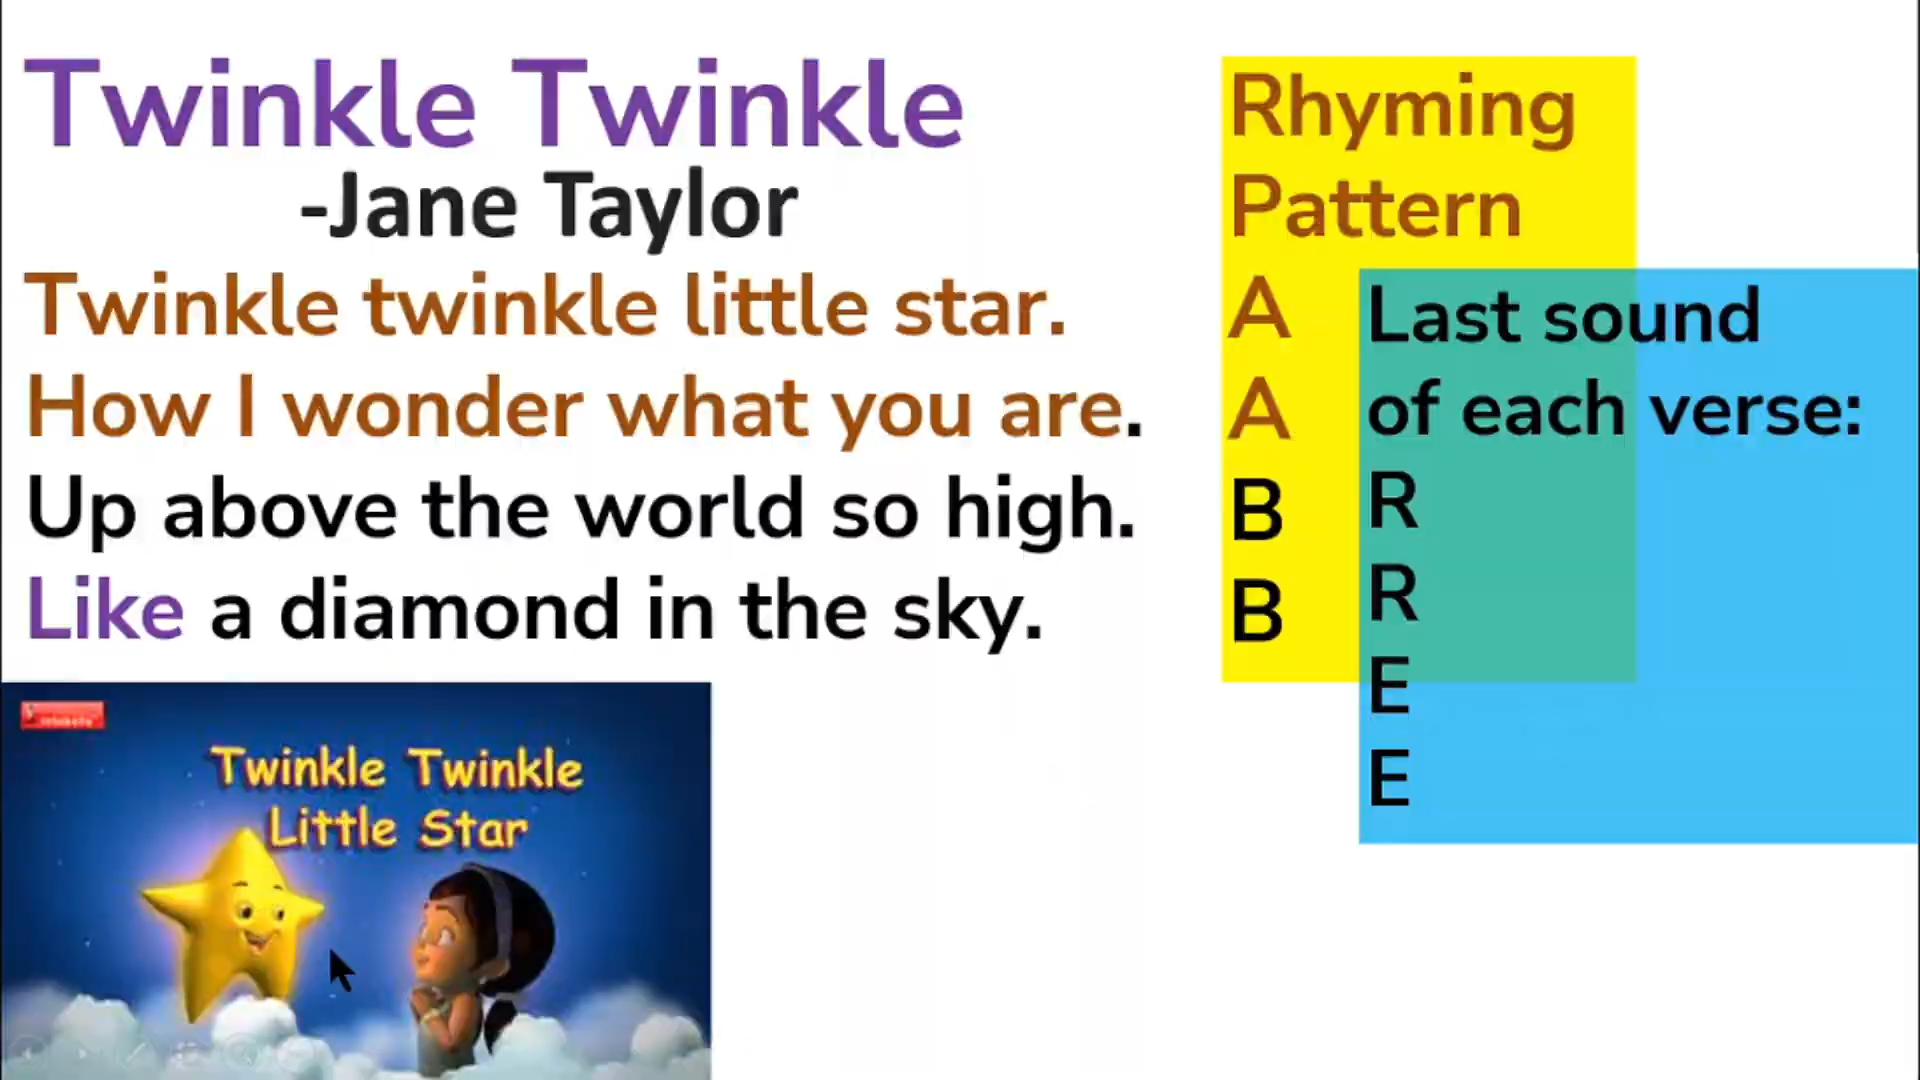 Twinkle Twinkle
-Jane Taylor
Twinkle twinkle little star.
How I wonder what you are.
Up above the world so high.
Like a diamond in the sky.
Rhyming
Pattern
A
A
B
B
Last sound
of each verse:
R
R
E
E
Twinkle Twinkle
Little Star